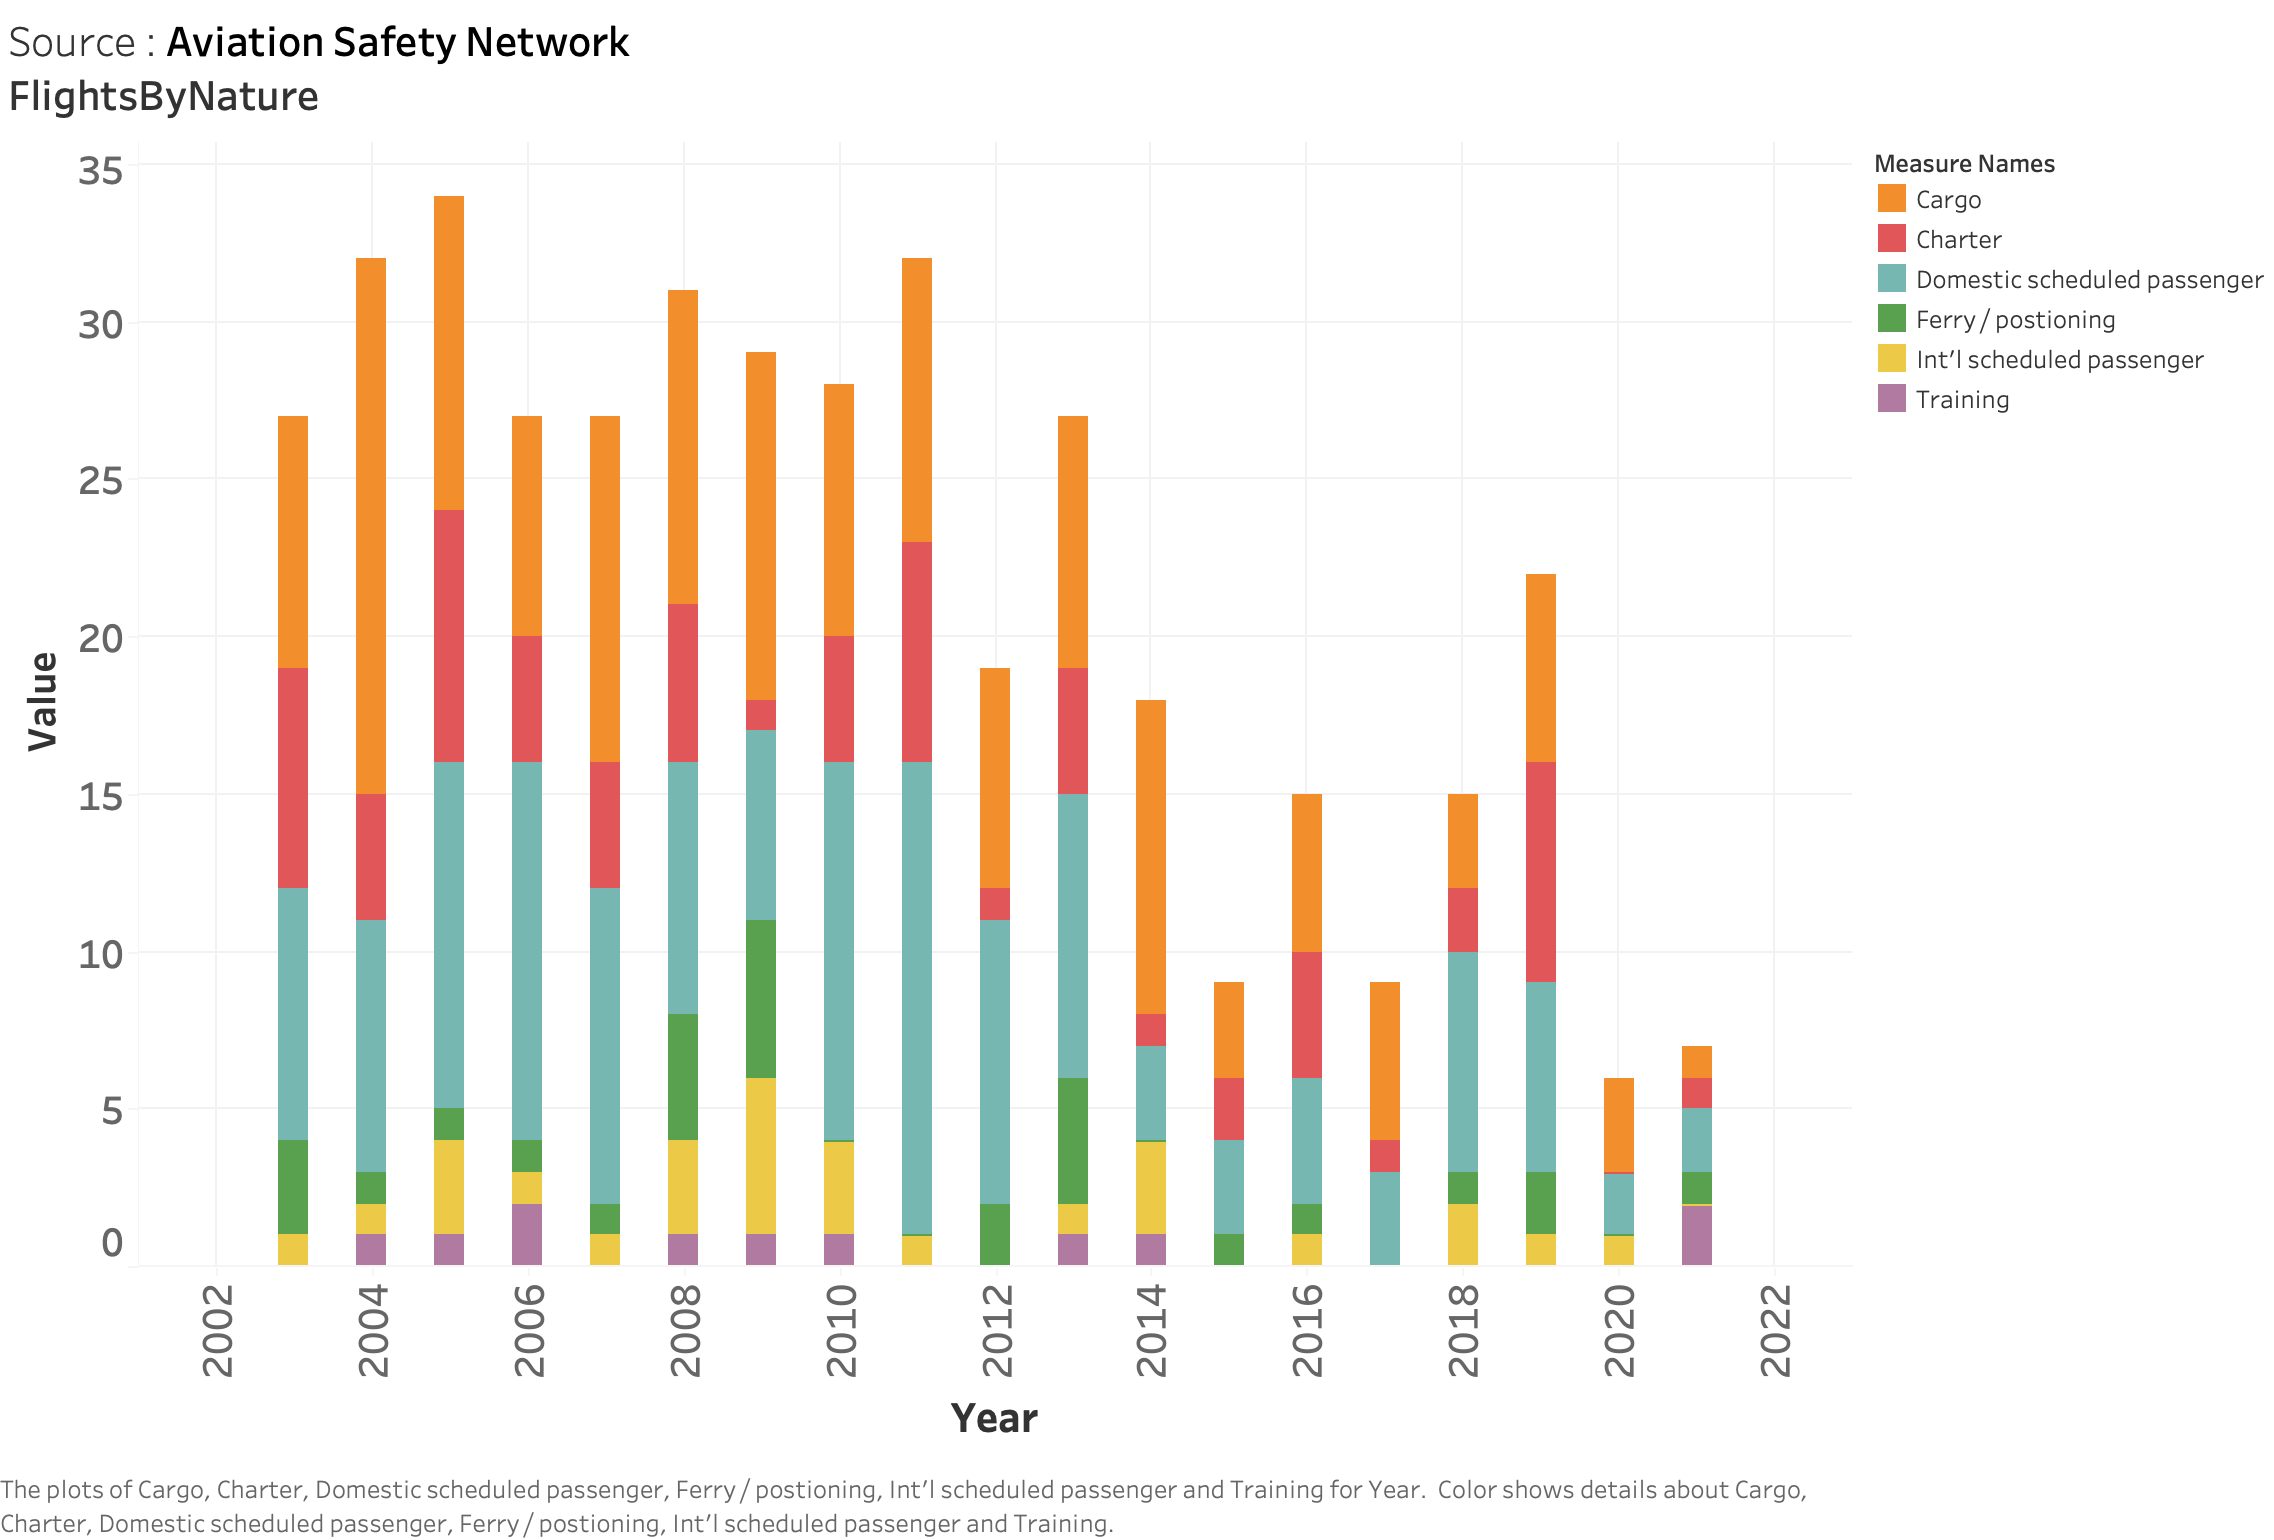 Source : Aviation Safety Network
FlightsByNature
35
30
25
20
15
10
5
0
Value
2002
2004
2006
2008
2010
2012
2014
2016
2018
2020
2022
Year
Measure Names
Cargo
Charter
Domestic scheduled passenger
Ferry / postioning
Int'l scheduled passenger
Training
The plots of Cargo, Charter, Domestic scheduled passenger, Ferry / postioning, Int'l scheduled passenger and Training for Year.  Color shows details about Cargo,
Charter, Domestic scheduled passenger, Ferry / postioning, Int'l scheduled passenger and Training.